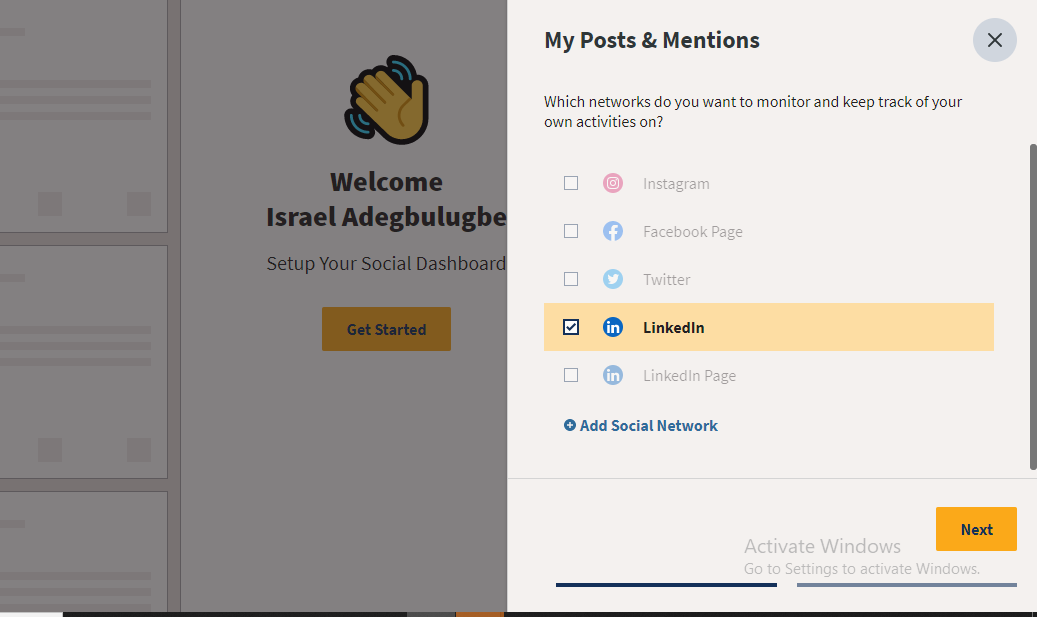 Welcome
Israel Adegbulugbe
Setup Your Social Dashboard
Get Started
My Posts & Mentions
Which networks do you want to monitor and keep track of your
own activities on?
Instagram
Facebook Page
Twitter
LinkedIn
LinkedIn Page
Add Social Network
Next
Activate Windows
Go to Settings to activate Windows.